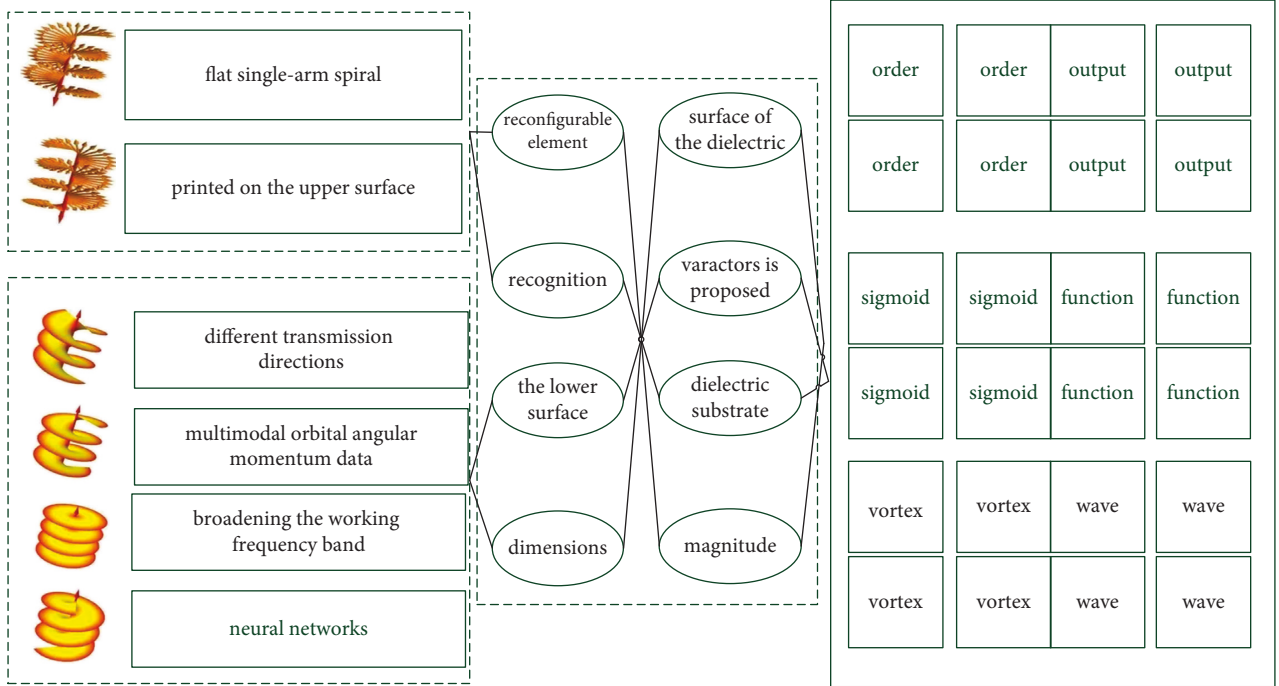 flat single-arm spiral
printed on the upper surface
different transmission
directions
multimodal orbital angular
momentum data
broadening the working
frequency band
neural networks
reconfigurable
element
recognition
the lower
surface
dimensions
surface of
the dielectric
varactors is
proposed
dielectric
substrate
magnitude
order order output output
order order output output
sigmoid sigmoid function function
sigmoid sigmoid function function
vortex vortex wave wave
vortex vortex wave wave